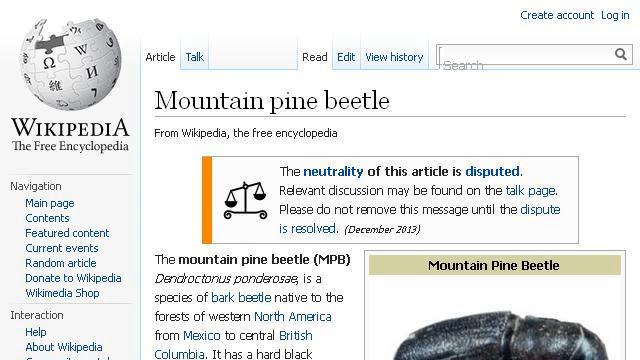 Create account Log in
Article Talk Read Edit View history Search
Mountain pine beetle
WIKIPEDIA
The Free Encyclopedia
From Wikipedia, the free encyclopedia
The neutrality of this article is disputed.
Relevant discussion may be found on the talk page.
Please do not remove this message until the dispute
is resolved. (December 2013)
Navigation
Main page
Contents
Featured content
Current events
Random article
Donate to Wikipedia
Wikimedia Shop
Interaction
Help
About Wikipedia
The mountain pine beetle (MPB)
Dendroctonus ponderosae, is a
species of bark beetle native to the
forests of western North America
from Mexico to central British
Columbia. It has a hard black
Mountain Pine Beetle